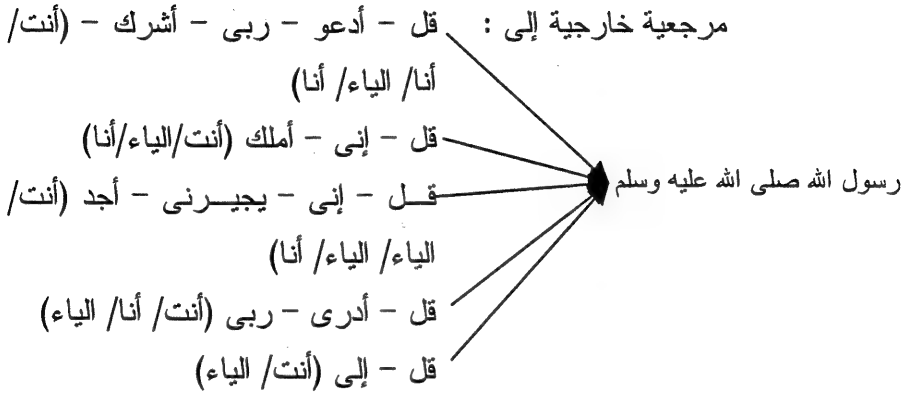 مرجعية خارجية إلى : قل – أدعو – ربى – أشرك – (أنت/
أنا/ الياء/ أنا)
قل – إنى – أملك (أنت/الياء/أنا)
رسول الله صلى الله عليه وسلم
قــل – إنى – يجيــرنى – أجد (أنت/
الياء/ الياء/ أنا)
قل – أدرى – ربى (أنت/ أنا/ الياء)
قل – إلى (أنت/ الياء)